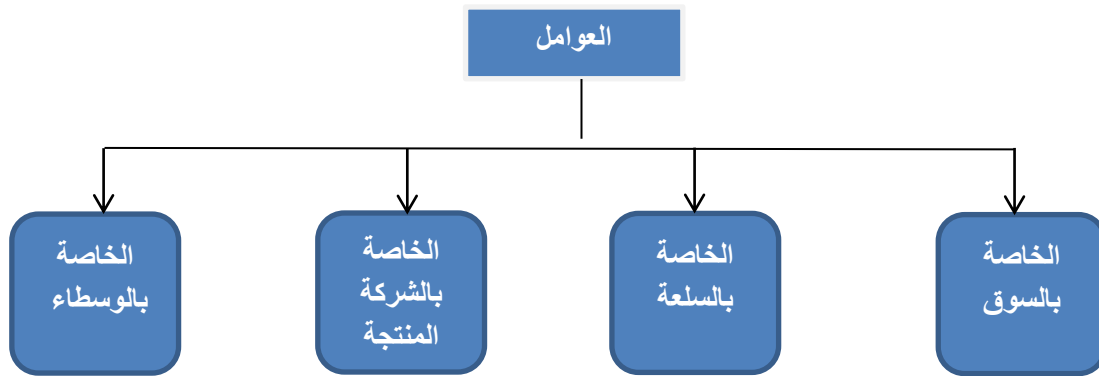 العوامل
الخاصة
بالسوق
الخاصة
بالسلعة
الخاصة
بالشركة
المنتجة
الخاصة
بالوسطاء